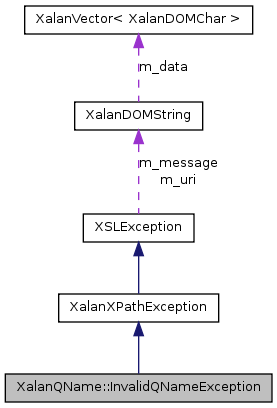 XalanVector< XalanDOMChar >
m_data
XalanDOMString
m_message
m_uri
XSLException
XalanXPathException
XalanQName::InvalidQNameException